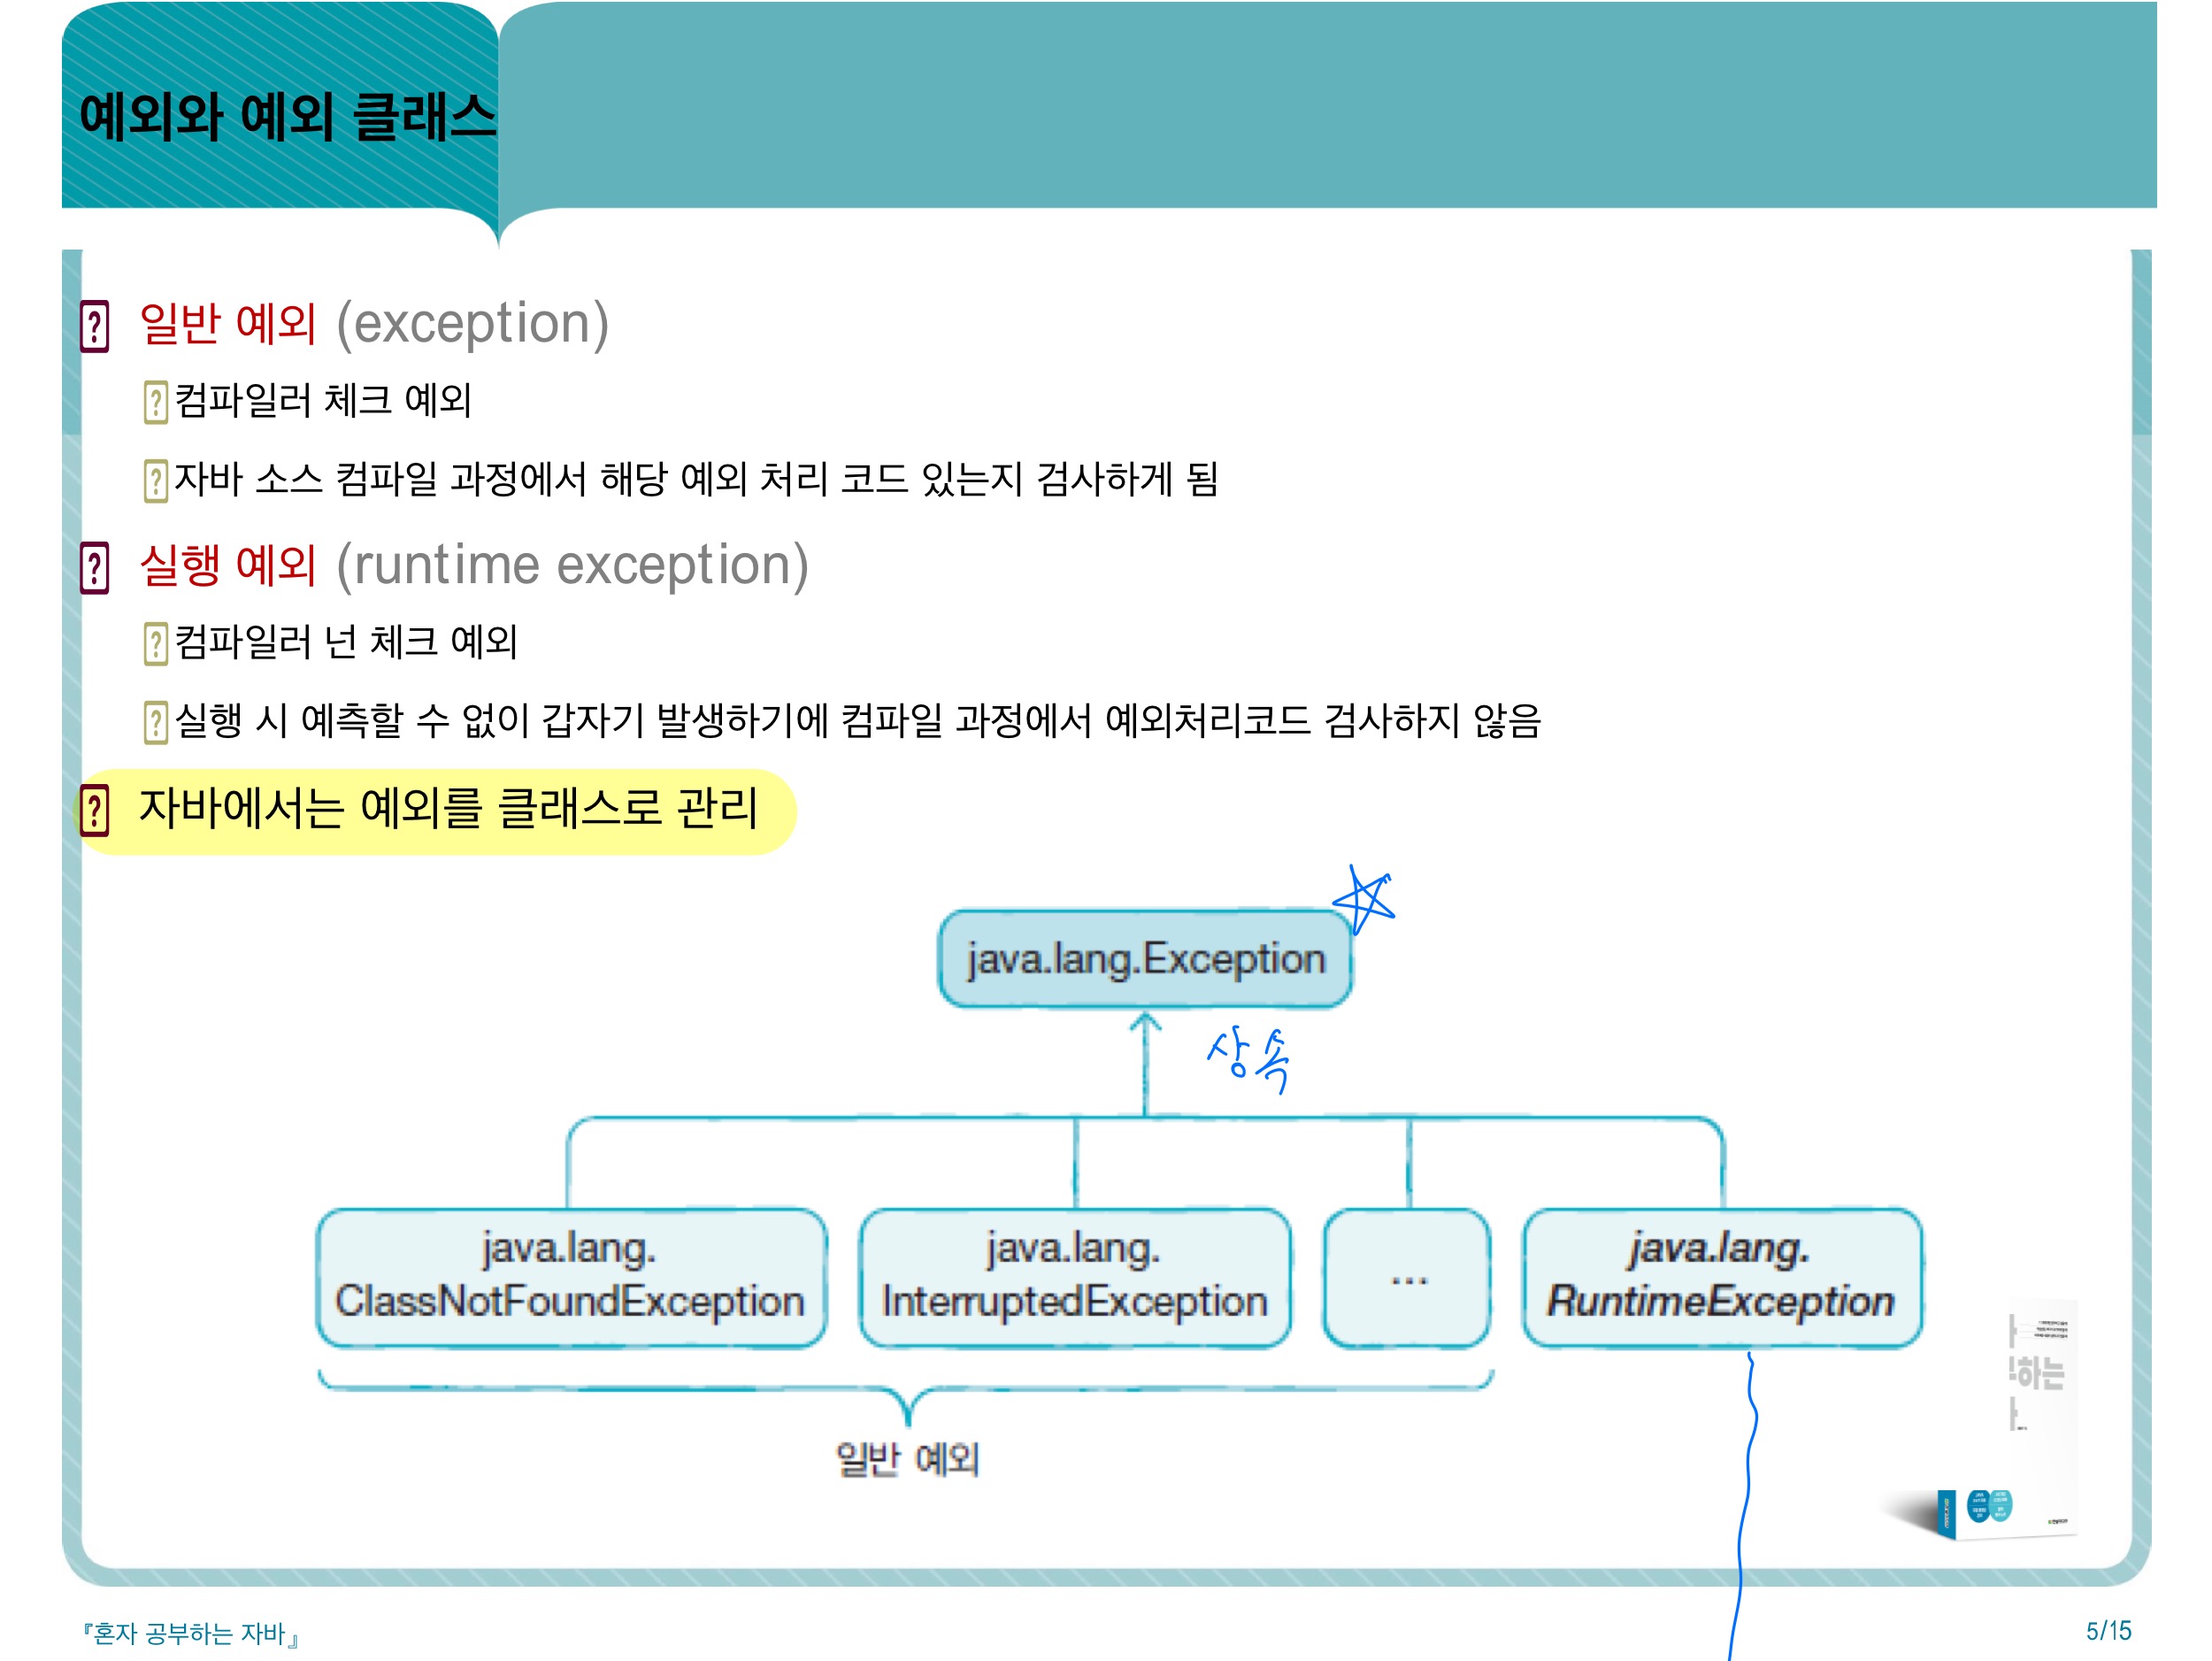 예외와 예외 클래스
일반 예외 (exception)
컴파일러 체크 예외
자바 소스 컴파일 과정에서 해당 예외 처리 코드 있는지 검사하게 됨
실행 예외 (runtime exception)
컴파일러 넌 체크 예외
실행 시 예측할 수 없이 갑자기 발생하기에 컴파일 과정에서 예외처리코드 검사하지 않음
자바에서는 예외를 클래스로 관리
java.lang.Exception
상속
java.lang.
ClassNotFoundException
java.lang.
InterruptedException
...
java.lang.
RuntimeException
일반 예외
하는
『혼자 공부하는 자바』
5/15